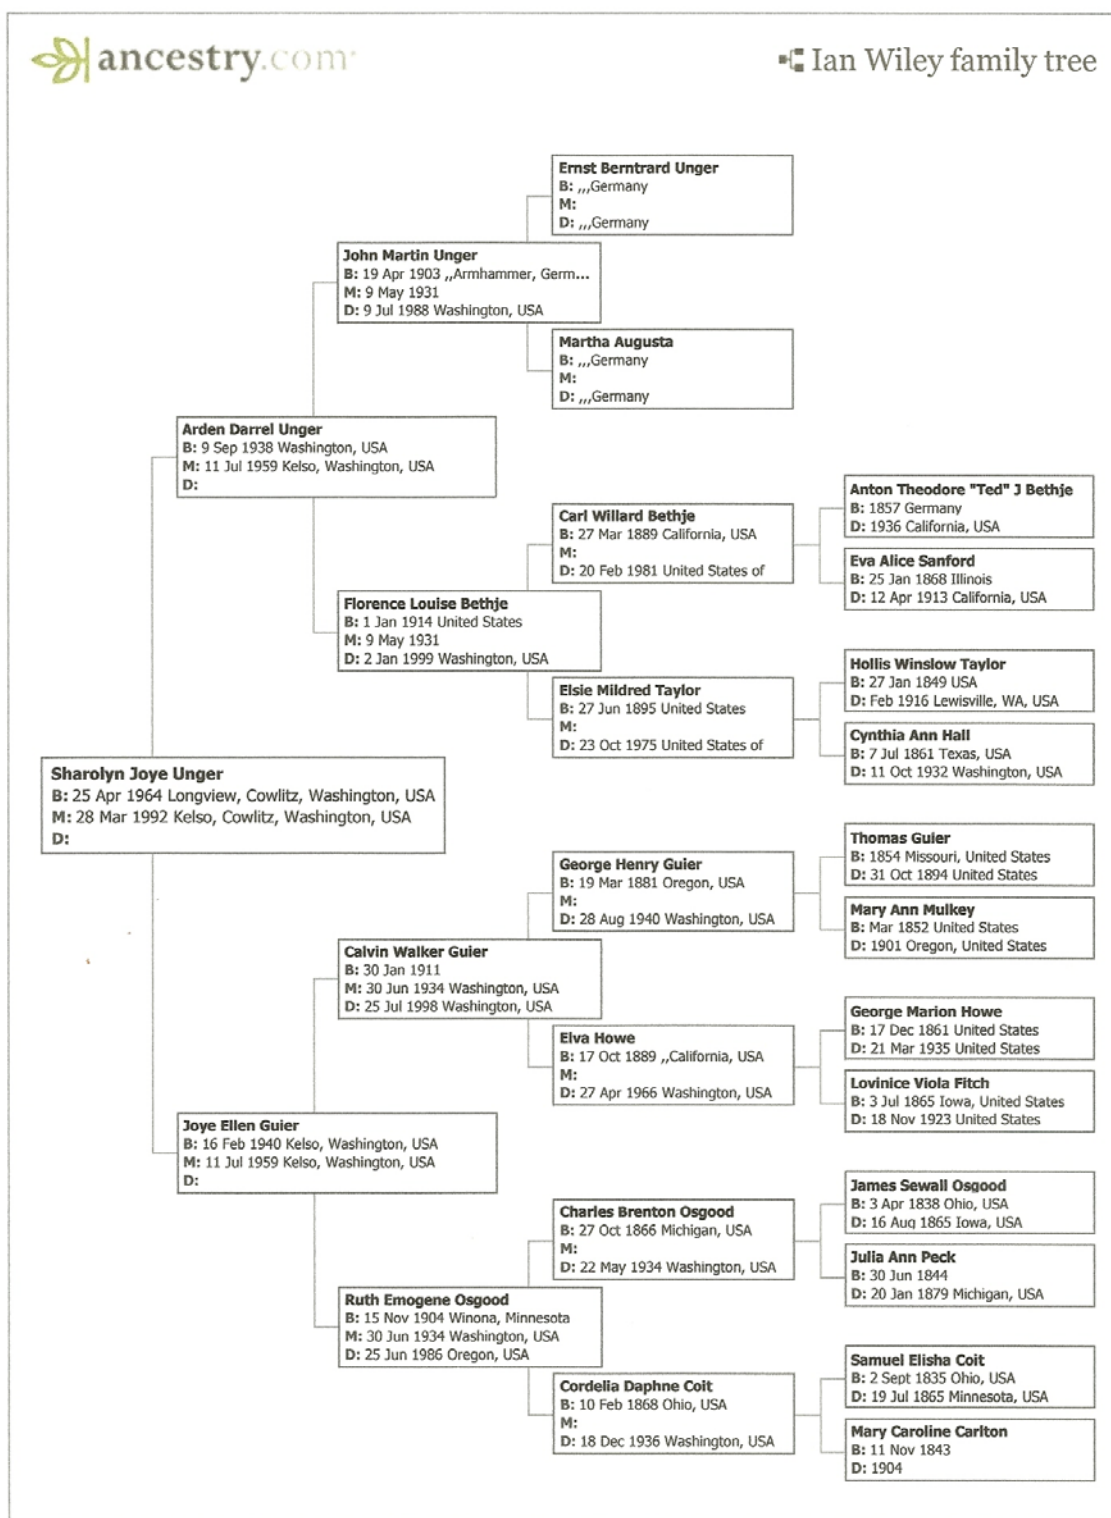 ancestry.com
Ian Wiley family tree
Ernst Berntrard Unger
B: ,,,Germany
M:
D: ,,,Germany
John Martin Unger
B: 19 Apr 1903 ,,Armhammer, Germ...
M: 9 May 1931
D: 9 Jul 1988 Washington, USA
Martha Augusta
B: ,,,Germany
M:
D: ,,,Germany
Arden Darrel Unger
B: 9 Sep 1938 Washington, USA
M: 11 Jul 1959 Kelso, Washington, USA
D:
Anton Theodore "Ted" J Bethje
B: 1857 Germany
D: 1936 California, USA
Carl Willard Bethje
B: 27 Mar 1889 California, USA
M:
D: 20 Feb 1981 United States of
Eva Alice Sanford
B: 25 Jan 1868 Illinois
D: 12 Apr 1913 California, USA
Florence Louise Bethje
B: 1 Jan 1914 United States
M: 9 May 1931
D: 2 Jan 1999 Washington, USA
Hollis Winslow Taylor
B: 27 Jan 1849 USA
D: Feb 1916 Lewisville, WA, USA
Elsie Mildred Taylor
B: 27 Jun 1895 United States
M:
D: 23 Oct 1975 United States of
Cynthia Ann Hall
B: 7 Jul 1861 Texas, USA
D: 11 Oct 1932 Washington, USA
Sharolyn Joye Unger
B: 25 Apr 1964 Longview, Cowlitz, Washington, USA
M: 28 Mar 1992 Kelso, Cowlitz, Washington, USA
D:
Thomas Guier
B: 1854 Missouri, United States
D: 31 Oct 1894 United States
George Henry Guier
B: 19 Mar 1881 Oregon, USA
M:
D: 28 Aug 1940 Washington, USA
Mary Ann Mulkey
B: Mar 1852 United States
D: 1901 Oregon, United States
Calvin Walker Guier
B: 30 Jan 1911
M: 30 Jun 1934 Washington, USA
D: 25 Jul 1998 Washington, USA
George Marion Howe
B: 17 Dec 1861 United States
D: 21 Mar 1935 United States
Elva Howe
B: 17 Oct 1889 ,,California, USA
M:
D: 27 Apr 1966 Washington, USA
Lovinice Viola Fitch
B: 3 Jul 1865 Iowa, United States
D: 18 Nov 1923 United States
Joye Ellen Guier
B: 16 Feb 1940 Kelso, Washington, USA
M: 11 Jul 1959 Kelso, Washington, USA
D:
James Sewall Osgood
B: 3 Apr 1838 Ohio, USA
D: 16 Aug 1865 Iowa, USA
Charles Brenton Osgood
B: 27 Oct 1866 Michigan, USA
M:
D: 22 May 1934 Washington, USA
Julia Ann Peck
B: 30 Jun 1844
D: 20 Jan 1879 Michigan, USA
Ruth Emogene Osgood
B: 15 Nov 1904 Winona, Minnesota
M: 30 Jun 1934 Washington, USA
D: 25 Jun 1986 Oregon, USA
Samuel Elisha Coit
B: 2 Sept 1835 Ohio, USA
D: 19 Jul 1865 Minnesota, USA
Cordelia Daphne Coit
B: 10 Feb 1868 Ohio, USA
M:
D: 18 Dec 1936 Washington, USA
Mary Caroline Carlton
B: 11 Nov 1843
D: 1904